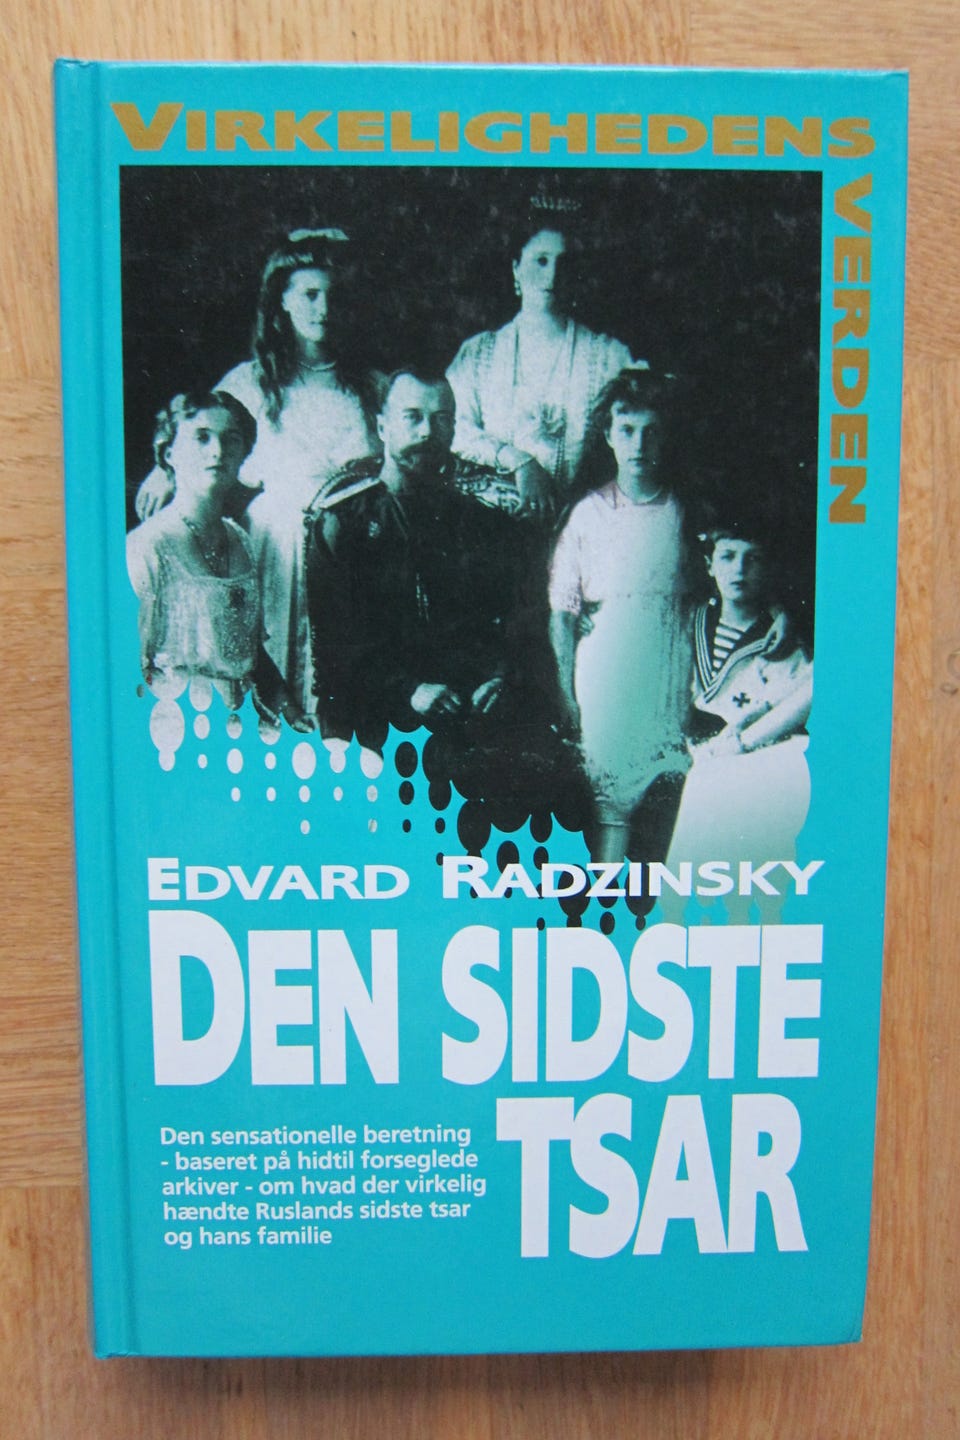 VIRKELIGHEDENS
VERDEN
EDVARD RADZINSKY
DEN SIDSTE
TSAR
Den sensationelle beretning
- baseret på hidtil forseglede
arkiver - om hvad der virkelig
hændte Ruslands sidste tsar
og hans familie